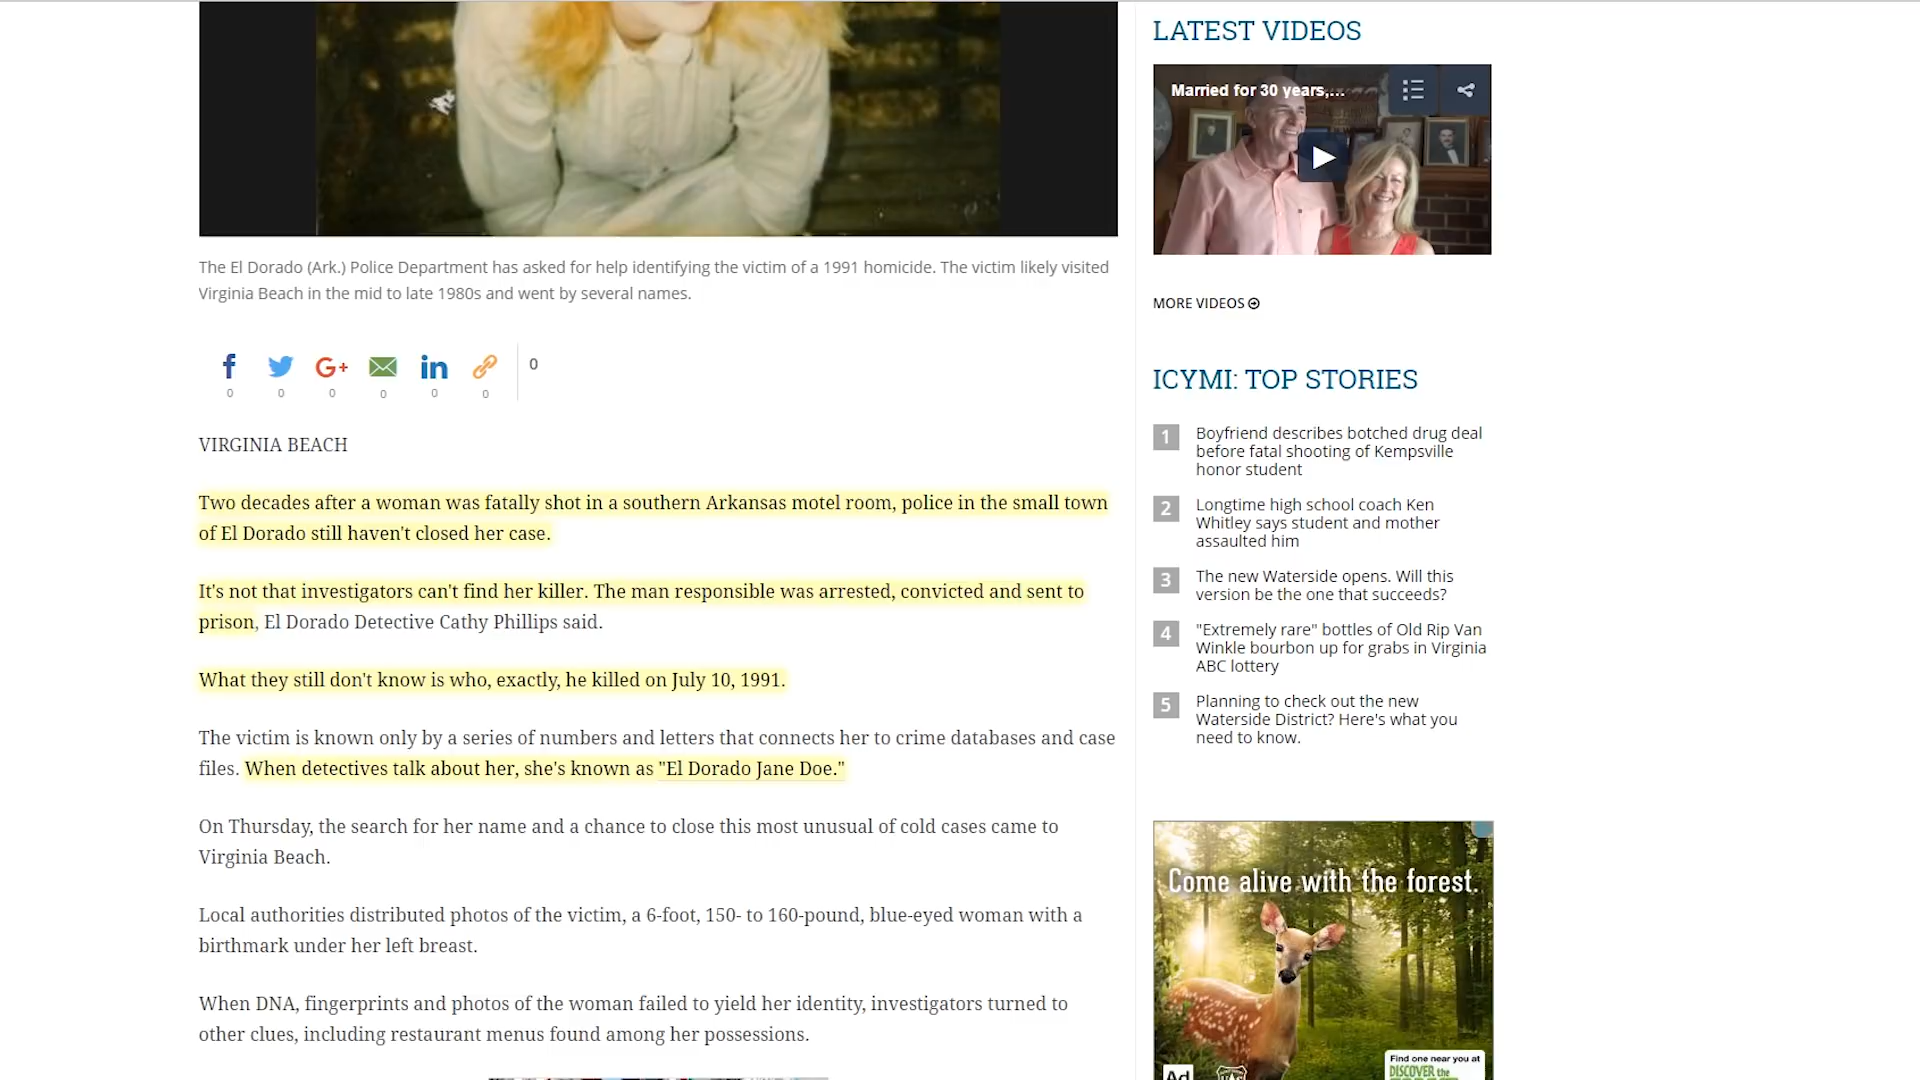 The El Dorado (Ark.) Police Department has asked for help identifying the victim of a 1991 homicide. The victim likely visited
Virginia Beach in the mid to late 1980s and went by several names.
0
0
0
0
0
0
0
VIRGINIA BEACH
Two decades after a woman was fatally shot in a southern Arkansas motel room, police in the small town
of El Dorado still haven't closed her case.
It's not that investigators can't find her killer. The man responsible was arrested, convicted and sent to
prison, El Dorado Detective Cathy Phillips said.
What they still don't know is who, exactly, he killed on July 10, 1991.
The victim is known only by a series of numbers and letters that connects her to crime databases and case
files. When detectives talk about her, she's known as "El Dorado Jane Doe."
On Thursday, the search for her name and a chance to close this most unusual of cold cases came to
Virginia Beach.
Local authorities distributed photos of the victim, a 6-foot, 150- to 160-pound, blue-eyed woman with a
birthmark under her left breast.
When DNA, fingerprints and photos of the woman failed to yield her identity, investigators turned to
other clues, including restaurant menus found among her possessions.
LATEST VIDEOS
Married for 30 years,...
MORE VIDEOS
ICYMI: TOP STORIES
1 Boyfriend describes botched drug deal
before fatal shooting of Kempsville
honor student
2 Longtime high school coach Ken
Whitley says student and mother
assaulted him
3 The new Waterside opens. Will this
version be the one that succeeds?
4 "Extremely rare" bottles of Old Rip Van
Winkle bourbon up for grabs in Virginia
ABC lottery
5 Planning to check out the new
Waterside District? Here's what you
need to know.
Come alive with the forest.
Find one near you at
DISCOVER the
Ad